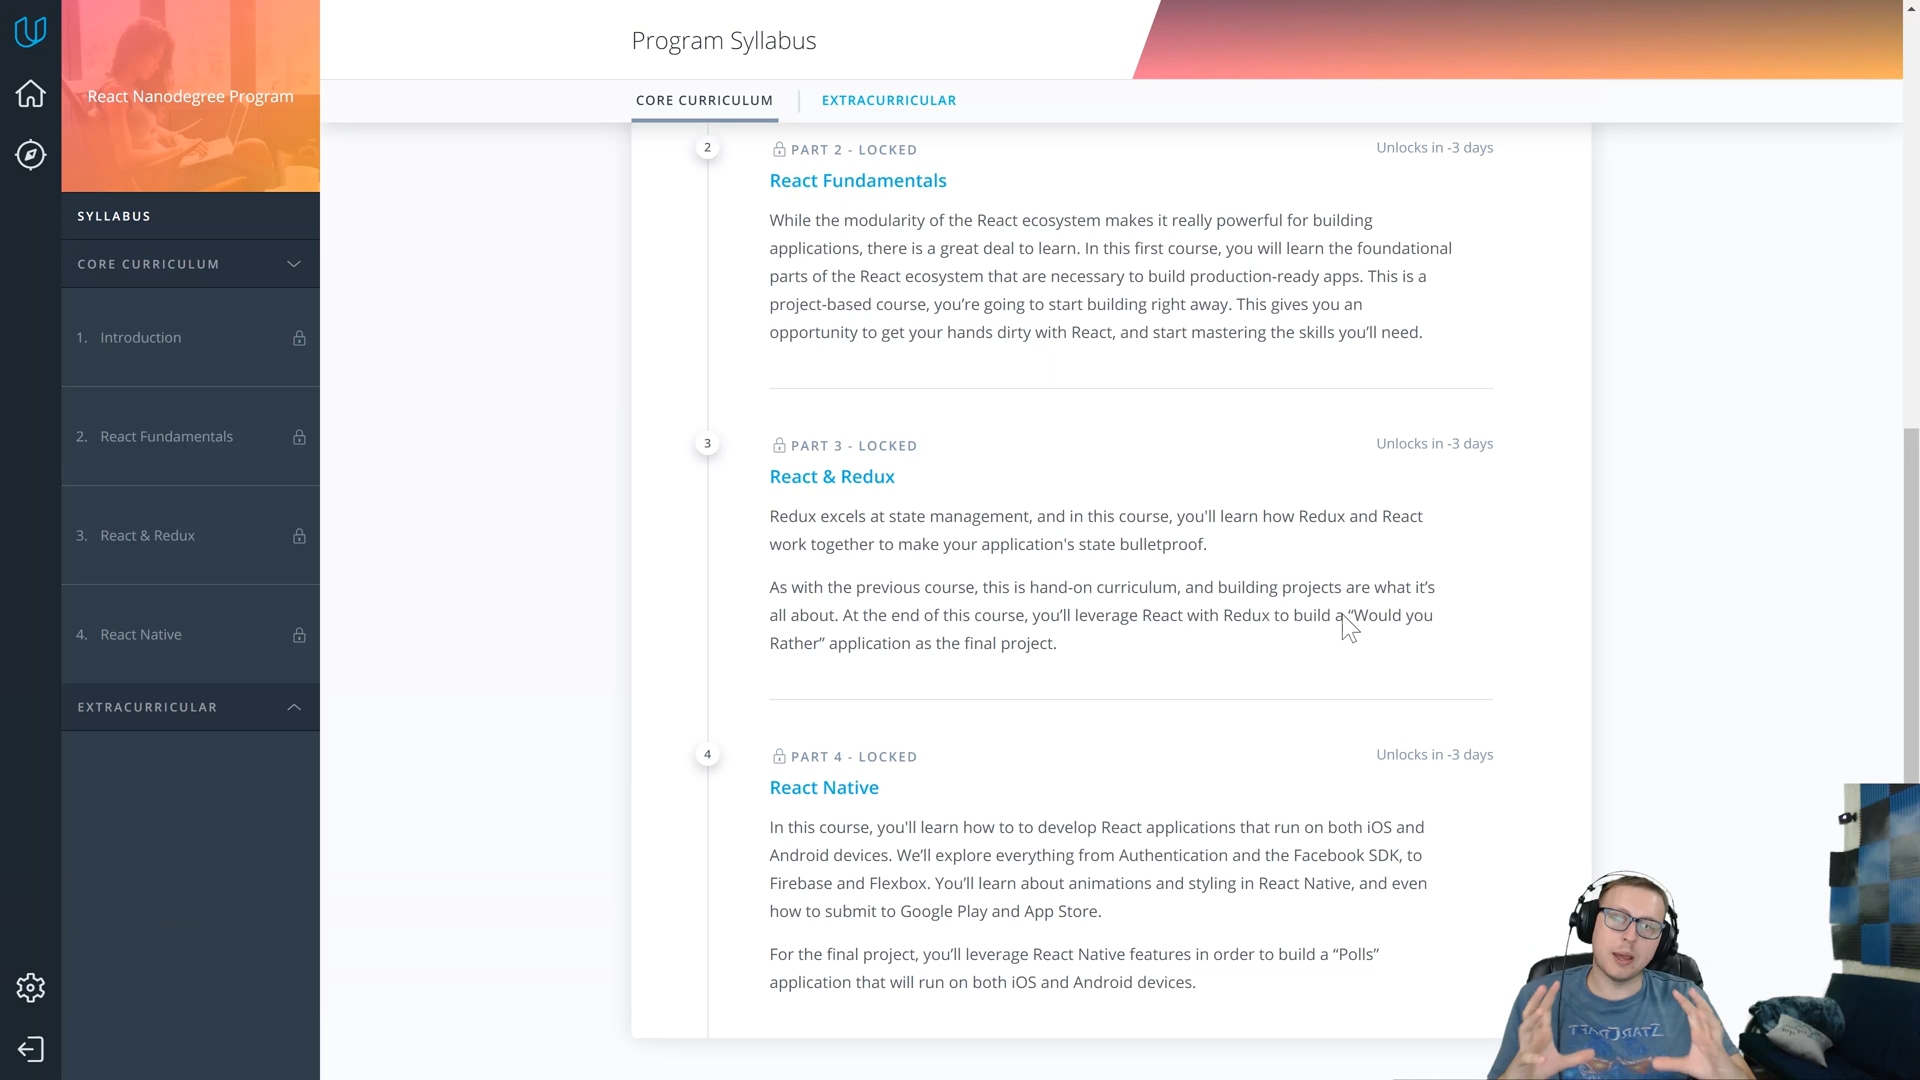 React Nanodegree Program
SYLLABUS
CORE CURRICULUM
1. Introduction
2. React Fundamentals
3. React & Redux
4. React Native
EXTRACURRICULAR
Program Syllabus
CORE CURRICULUM
EXTRACURRICULAR
2
PART 2 - LOCKED
Unlocks in -3 days
React Fundamentals
While the modularity of the React ecosystem makes it really powerful for building
applications, there is a great deal to learn. In this first course, you will learn the foundational
parts of the React ecosystem that are necessary to build production-ready apps. This is a
project-based course, you’re going to start building right away. This gives you an
opportunity to get your hands dirty with React, and start mastering the skills you’ll need.
3
PART 3 - LOCKED
Unlocks in -3 days
React & Redux
Redux excels at state management, and in this course, you'll learn how Redux and React
work together to make your application's state bulletproof.
As with the previous course, this is hand-on curriculum, and building projects are what it’s
all about. At the end of this course, you’ll leverage React with Redux to build a “Would you
Rather” application as the final project.
4
PART 4 - LOCKED
Unlocks in -3 days
React Native
In this course, you'll learn how to to develop React applications that run on both iOS and
Android devices. We’ll explore everything from Authentication and the Facebook SDK, to
Firebase and Flexbox. You’ll learn about animations and styling in React Native, and even
how to submit to Google Play and App Store.
For the final project, you’ll leverage React Native features in order to build a “Polls”
application that will run on both iOS and Android devices.